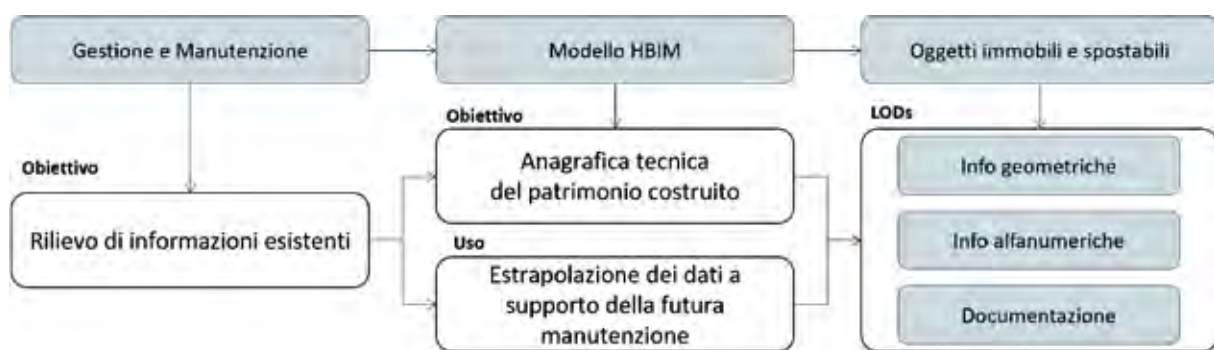 Gestione e Manutenzione
Modello HBIM
Oggetti immobili e spostabili
Obiettivo
Rilievo di informazioni esistenti
Obiettivo
Anagrafica tecnica
del patrimonio costruito
Uso
Estrapolazione dei dati a
supporto della futura
manutenzione
LODs
Info geometriche
Info alfanumeriche
Documentazione